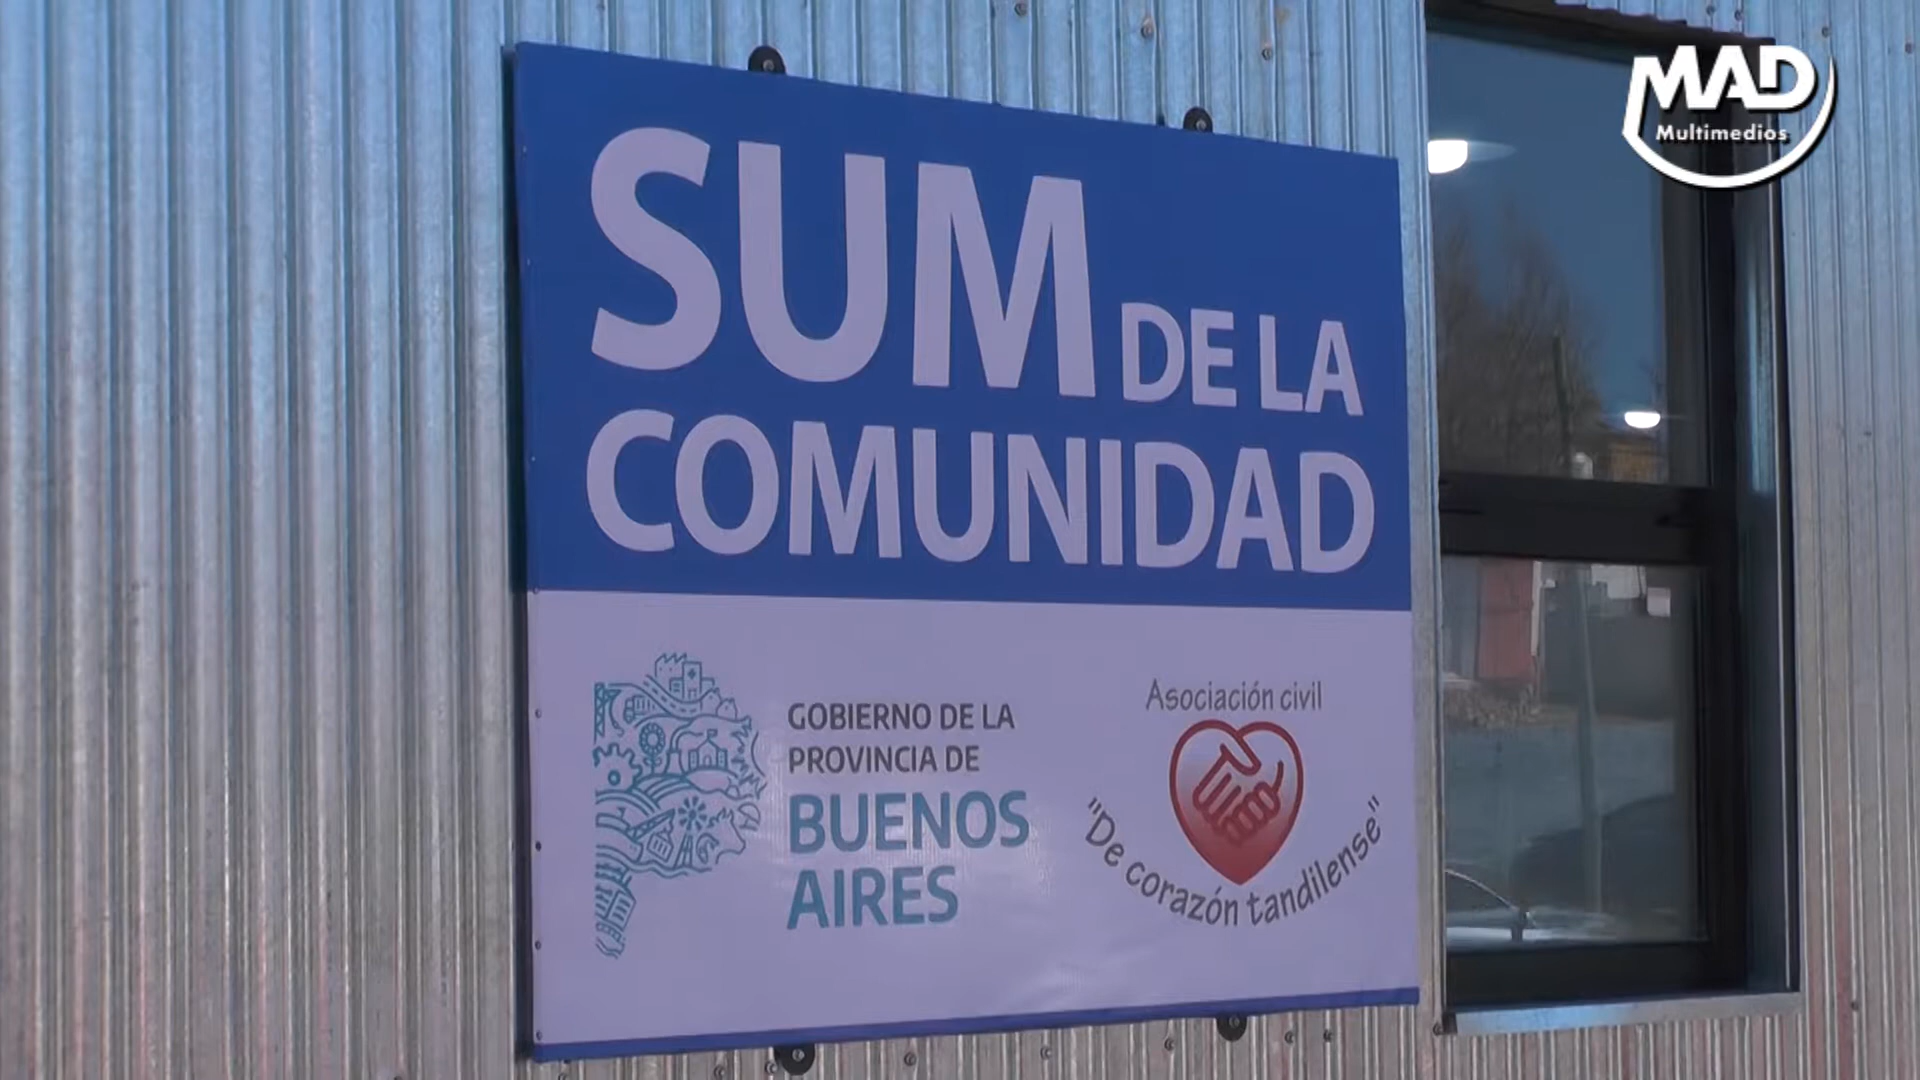 MAD
Multimedios
SUM DE LA
COMUNIDAD
GOBIERNO DE LA
PROVINCIA DE
BUENOS
AIRES
Asociación civil
"De corazón tandilense"